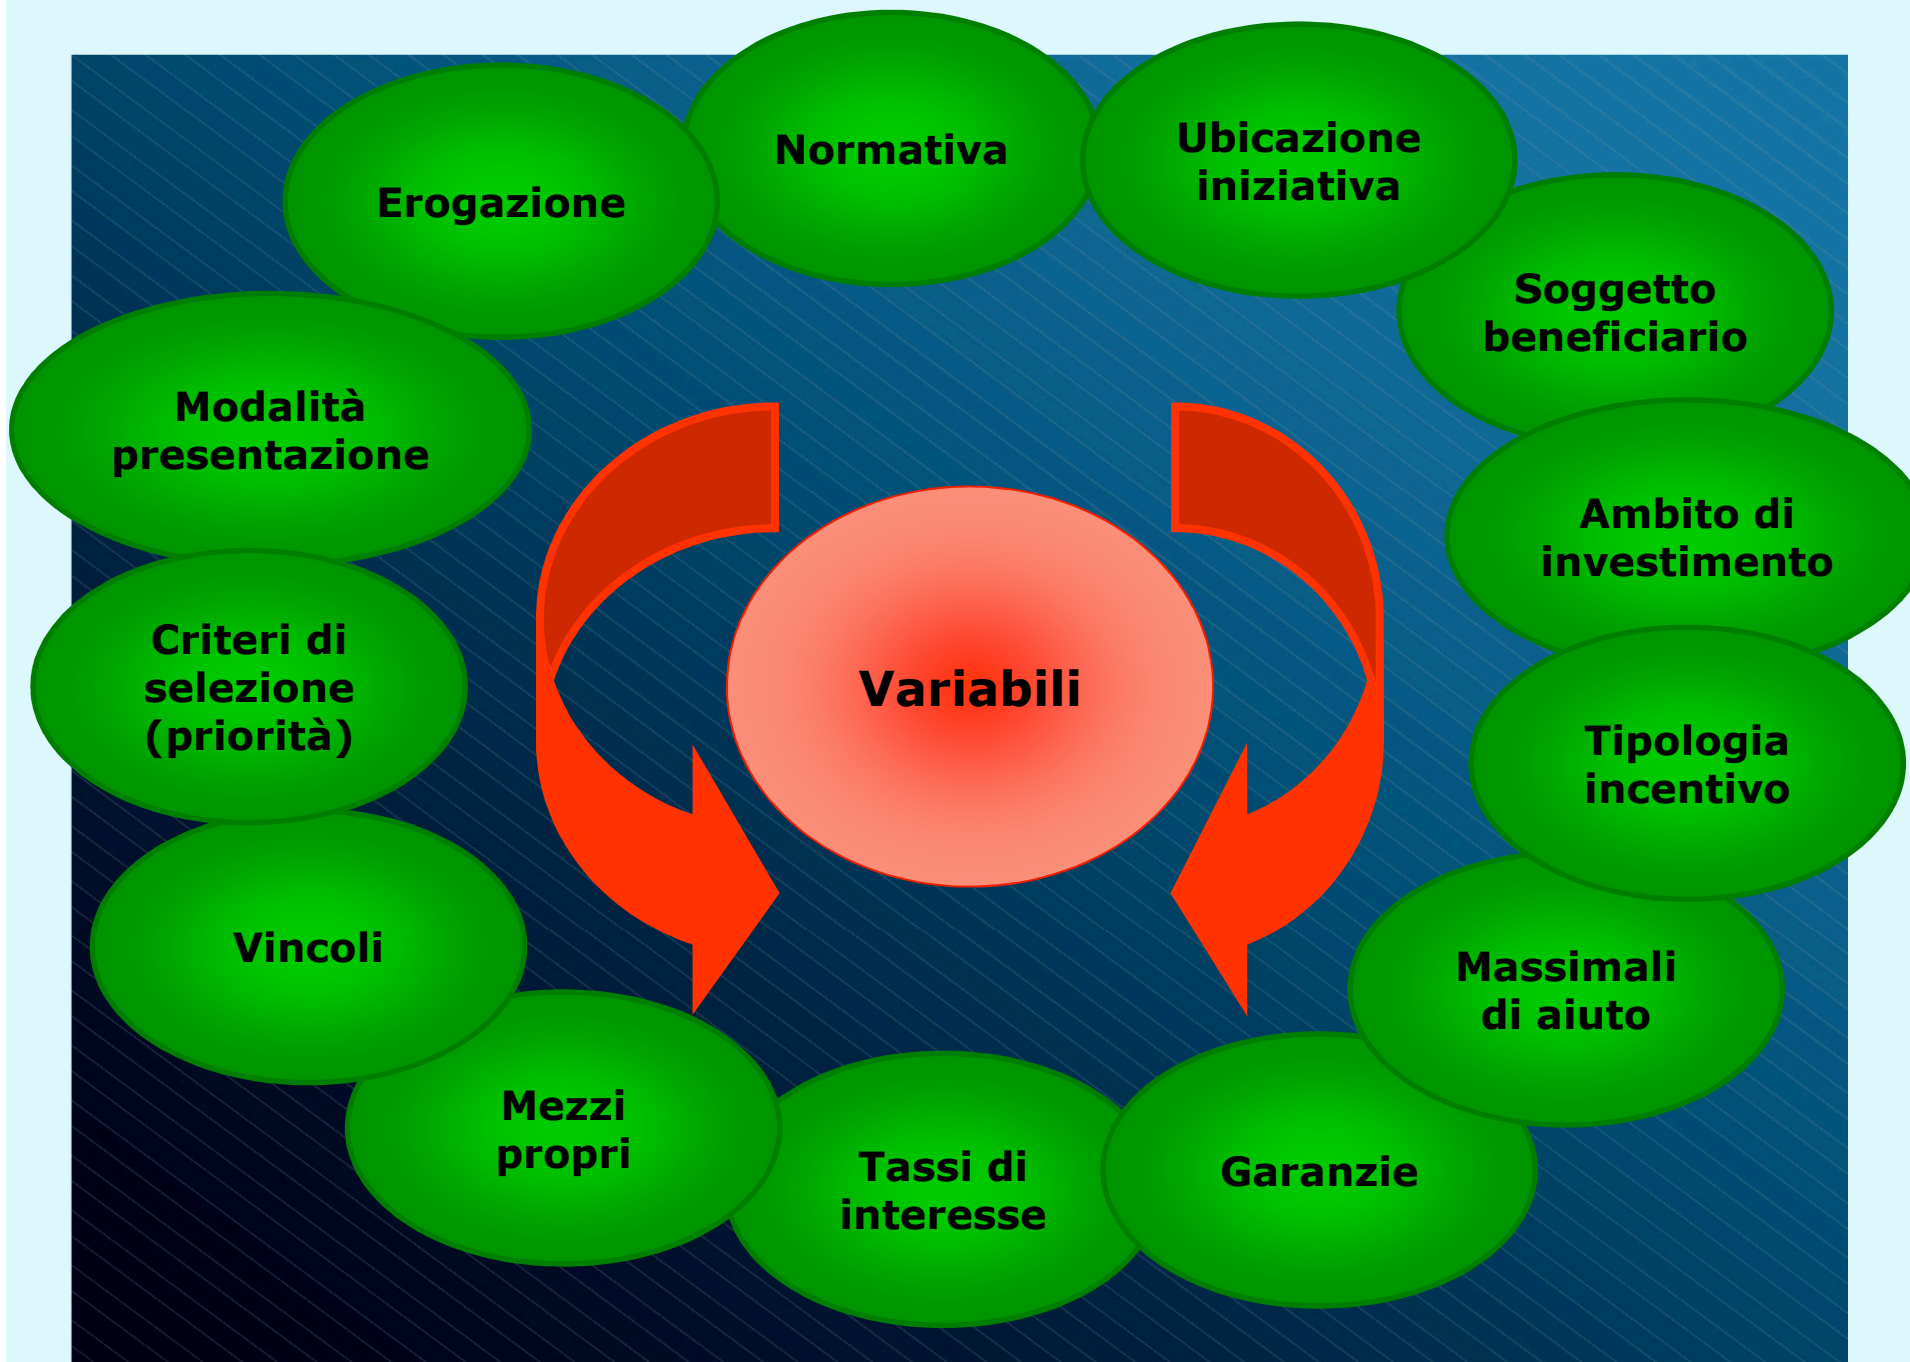 Normativa
Ubicazione
iniziativa
Soggetto
beneficiario
Ambito di
investimento
Tipologia
incentivo
Massimali
di aiuto
Garanzie
Tassi di
interesse
Mezzi
propri
Vincoli
Criteri di
selezione
(priorità)
Modalità
presentazione
Erogazione
Variabili